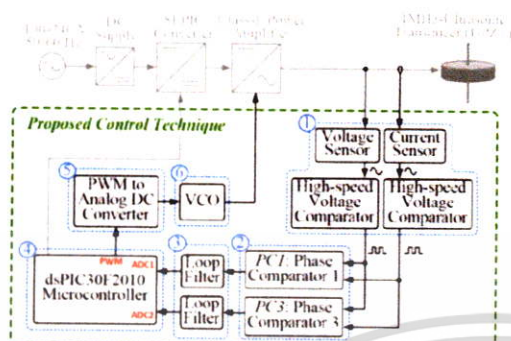 DC
Supply
SEPIC
Converter
Power
Amplifier
Proposed Control Technique
1
Voltage
Sensor
Current
Sensor
High-speed
Voltage
Comparator
High-speed
Voltage
Comparator
5
PWM to
Analog DC
Converter
6
VCO
4
PWM
ADC1
dsPIC30F2010
Microcontroller
ADC2
3
Loop
Filter
Loop
Filter
2
PC1: Phase
Comparator 1
PC3: Phase
Comparator 3